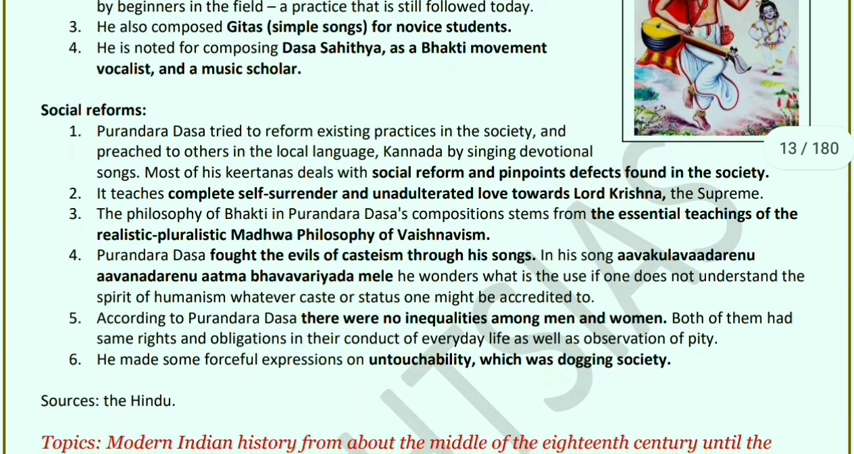 by beginners in the field – a practice that is still followed today.
3. He also composed Gitas (simple songs) for novice students.
4. He is noted for composing Dasa Sahithya, as a Bhakti movement
vocalist, and a music scholar.
Social reforms:
1. Purandara Dasa tried to reform existing practices in the society, and
preached to others in the local language, Kannada by singing devotional
songs. Most of his keertanas deals with social reform and pinpoints defects found in the society.
13 / 180
2. It teaches complete self-surrender and unadulterated love towards Lord Krishna, the Supreme.
3. The philosophy of Bhakti in Purandara Dasa's compositions stems from the essential teachings of the
realistic-pluralistic Madhwa Philosophy of Vaishnavism.
4. Purandara Dasa fought the evils of casteism through his songs. In his song aavakulavaadarenu
aavanadarenu aatma bhavavariyada mele he wonders what is the use if one does not understand the
spirit of humanism whatever caste or status one might be accredited to.
5. According to Purandara Dasa there were no inequalities among men and women. Both of them had
same rights and obligations in their conduct of everyday life as well as observation of pity.
6. He made some forceful expressions on untouchability, which was dogging society.
Sources: the Hindu.
Topics: Modern Indian history from about the middle of the eighteenth century until the